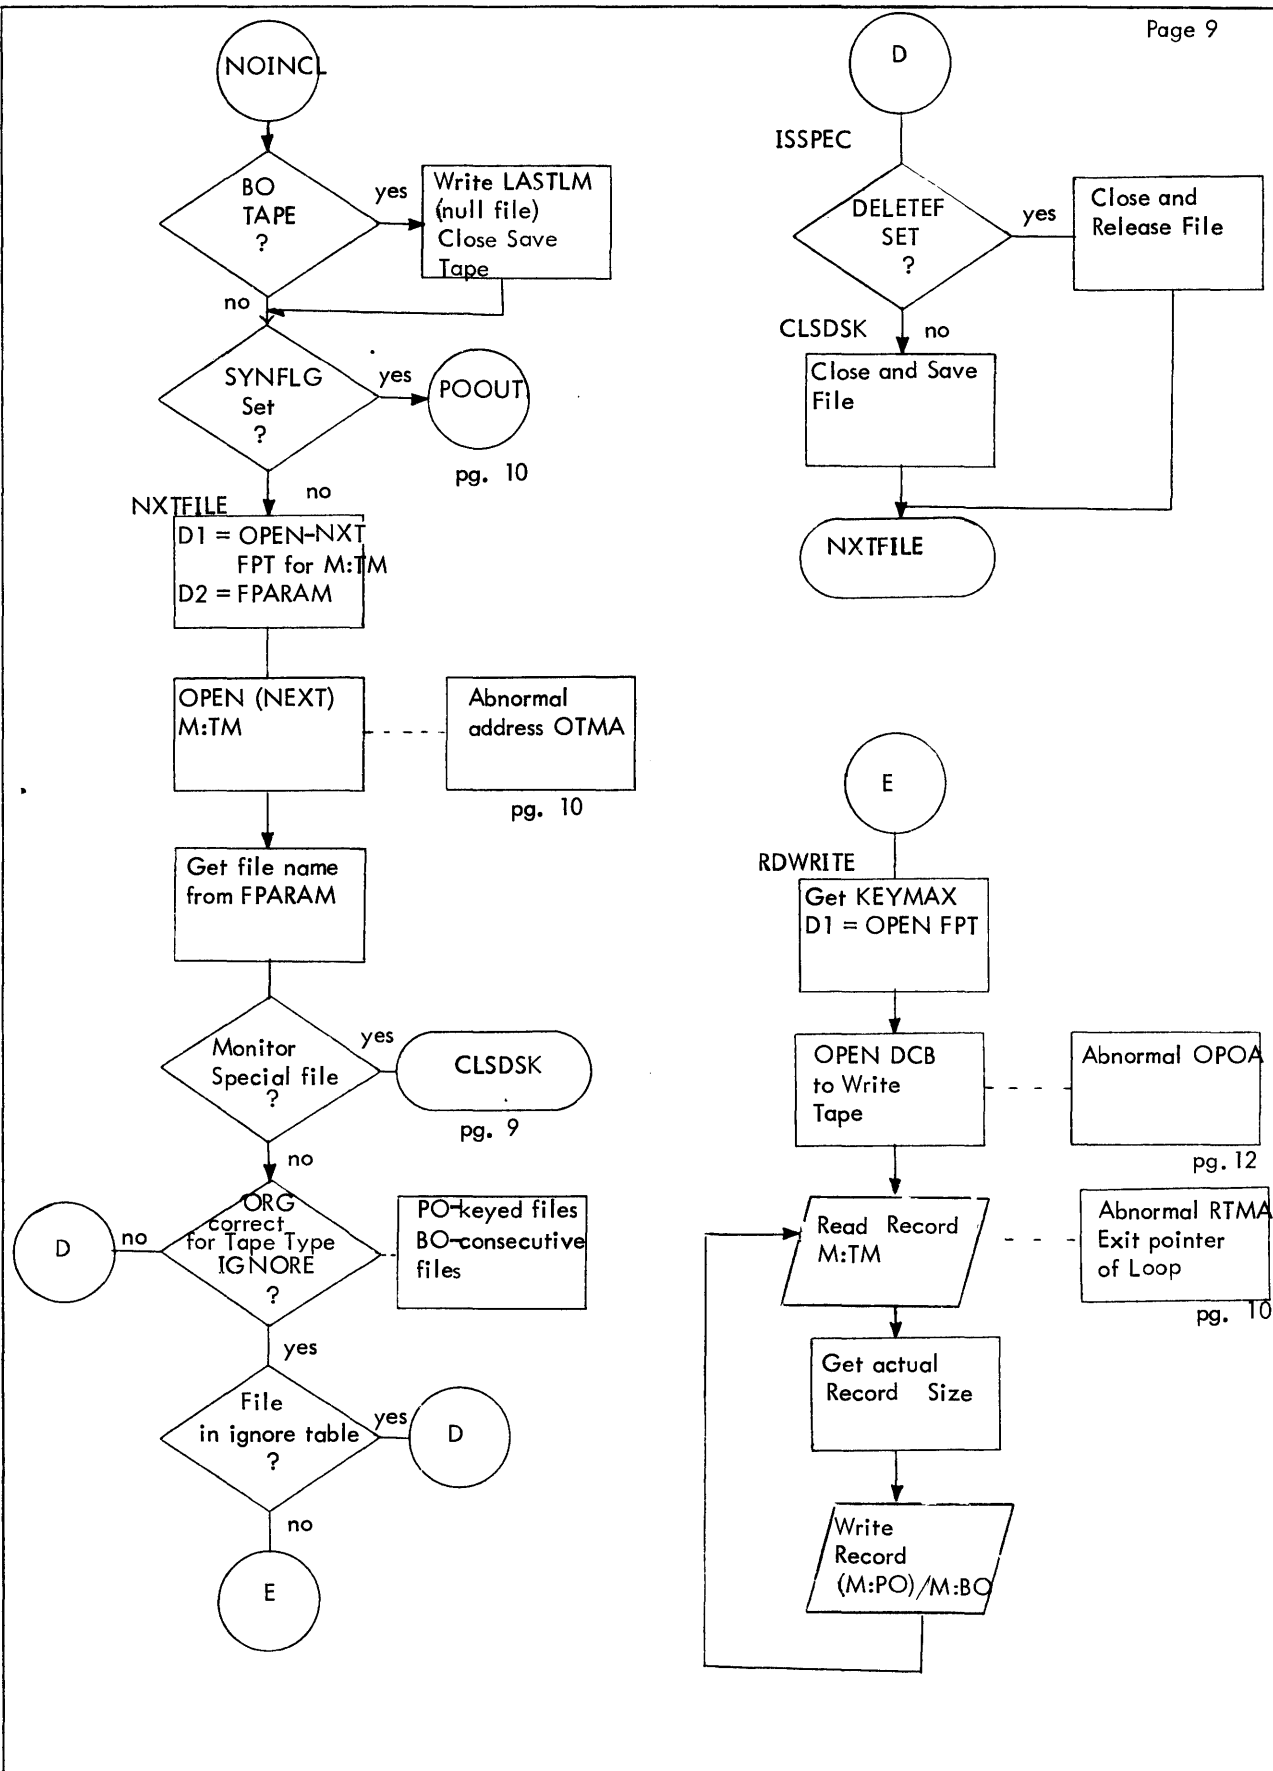 Page 9
NOINCL
BO
TAPE
?
yes
Write LASTLM
(null file)
Close Save
Tape
no
SYNFLG
Set
?
yes
POOUT
pg. 10
no
NXTFILE
D1 = OPEN-NXT
FPT for M:TM
D2 = FPARAM
OPEN (NEXT)
M:TM
Abnormal
address OTMA
pg. 10
Get file name
from FPARAM
Monitor
Special file
?
yes
CLSDSK
pg. 9
no
ORG
correct
for Tape Type
IGNORE
?
no
D
PO-keyed files
BO-consecutive
files
yes
File
in ignore table
?
yes
D
no
E
D
ISSPEC
DELETEF
SET
?
yes
Close and
Release File
CLSDSK
no
Close and Save
File
NXTFILE
E
RDWRITE
Get KEYMAX
D1 = OPEN FPT
OPEN DCB
to Write
Tape
Abnormal OPOA
pg. 12
Read Record
M:TM
Abnormal RTMA
Exit pointer
of Loop
pg. 10
Get actual
Record Size
Write
Record
(M:PO)/M:BO